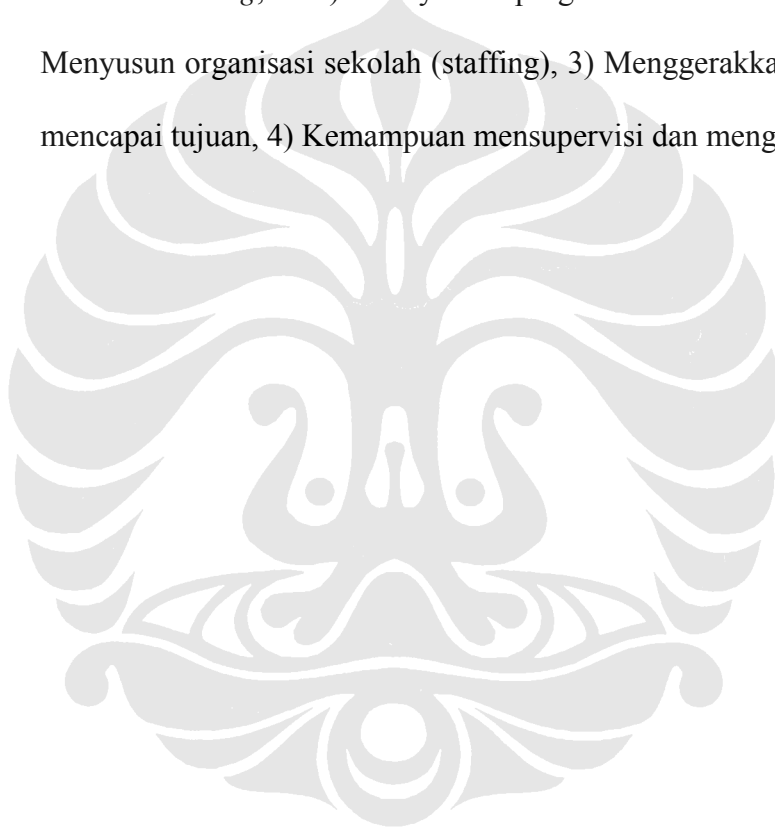 Menyusun organisasi sekolah (staffing), 3) Menggerakka
mencapai tujuan, 4) Kemampuan mensupervisi dan meng